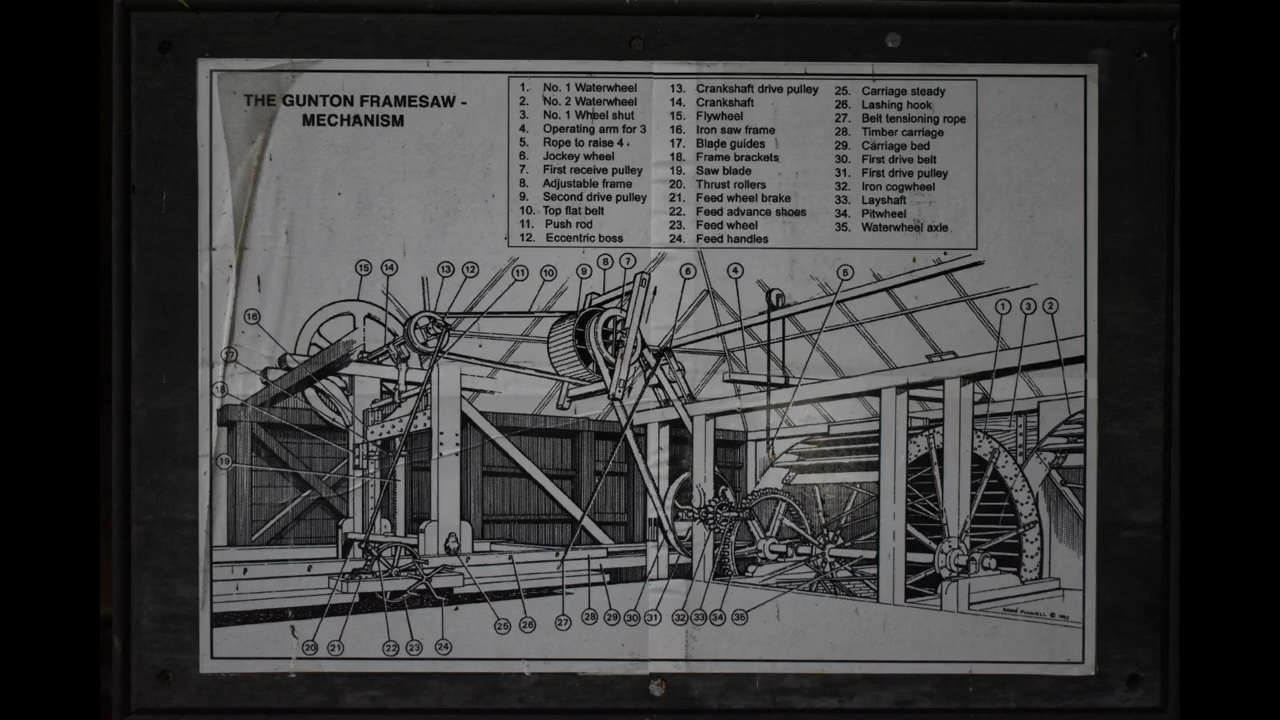 THE GUNTON FRAMESAW -
MECHANISM
1. No. 1 Waterwheel
2. No. 2 Waterwheel
3. No. 1 Wheel shut
4. Operating arm for 3
5. Rope to raise 4
6. Jockey wheel
7. First receive pulley
8. Adjustable frame
9. Second drive pulley
10. Top flat belt
11. Push rod
12. Eccentric boss
13. Crankshaft drive pulley
14. Crankshaft
15. Flywheel
16. Iron saw frame
17. Blade guides
18. Frame brackets
19. Saw blade
20. Thrust rollers
21. Feed wheel brake
22. Feed advance shoes
23. Feed wheel
24. Feed handles
25. Carriage steady
26. Lashing hook
27. Belt tensioning rope
28. Timber carriage
29. Carriage bed
30. First drive belt
31. First drive pulley
32. Iron cogwheel
33. Layshaft
34. Pitwheel
35. Waterwheel axle
15 14 13 12 11 10 9 8 7 6 4 5
16 1 3 2
17
18
19
25 26 27 28 29 30 31 32 33 34 35
20 21 22 23 24